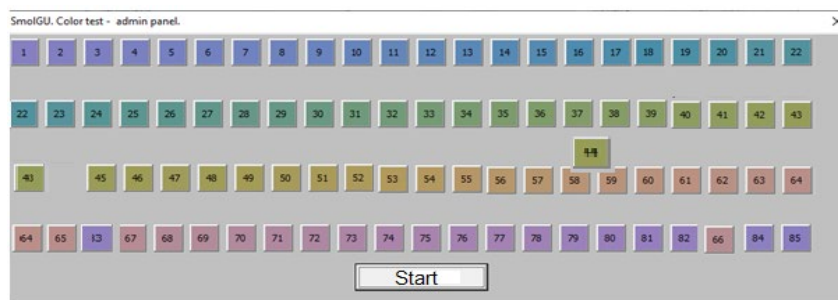 SmolGU. Color test - admin panel.
1 2 3 4 5 6 7 8 9 10 11 12 13 14 15 16 17 18 19 20 21 22
22 23 24 25 26 27 28 29 30 31 32 33 34 35 36 37 38 39 40 41 42 43
44
43 45 46 47 48 49 50 51 52 53 54 55 56 57 58 59 60 61 62 63 64
64 65 83 67 68 69 70 71 72 73 74 75 76 77 78 79 80 81 82 66 84 85
Start